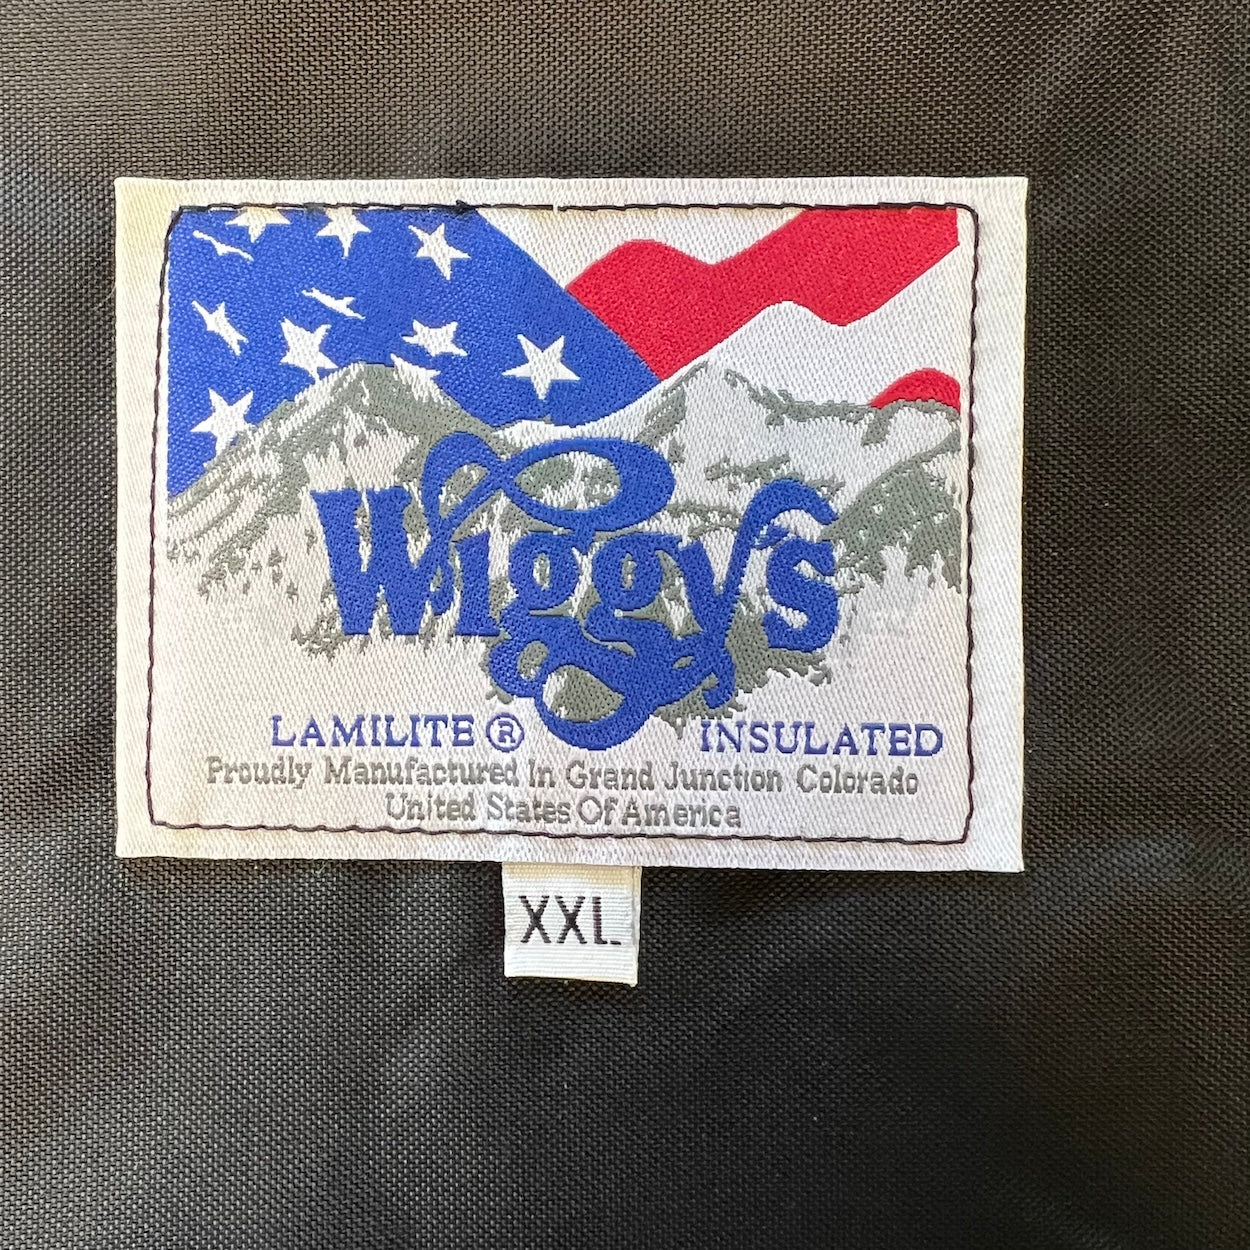 Wiggy's
LAMILITE ® INSULATED
Proudly Manufactured In Grand Junction Colorado
United States Of America
XXL